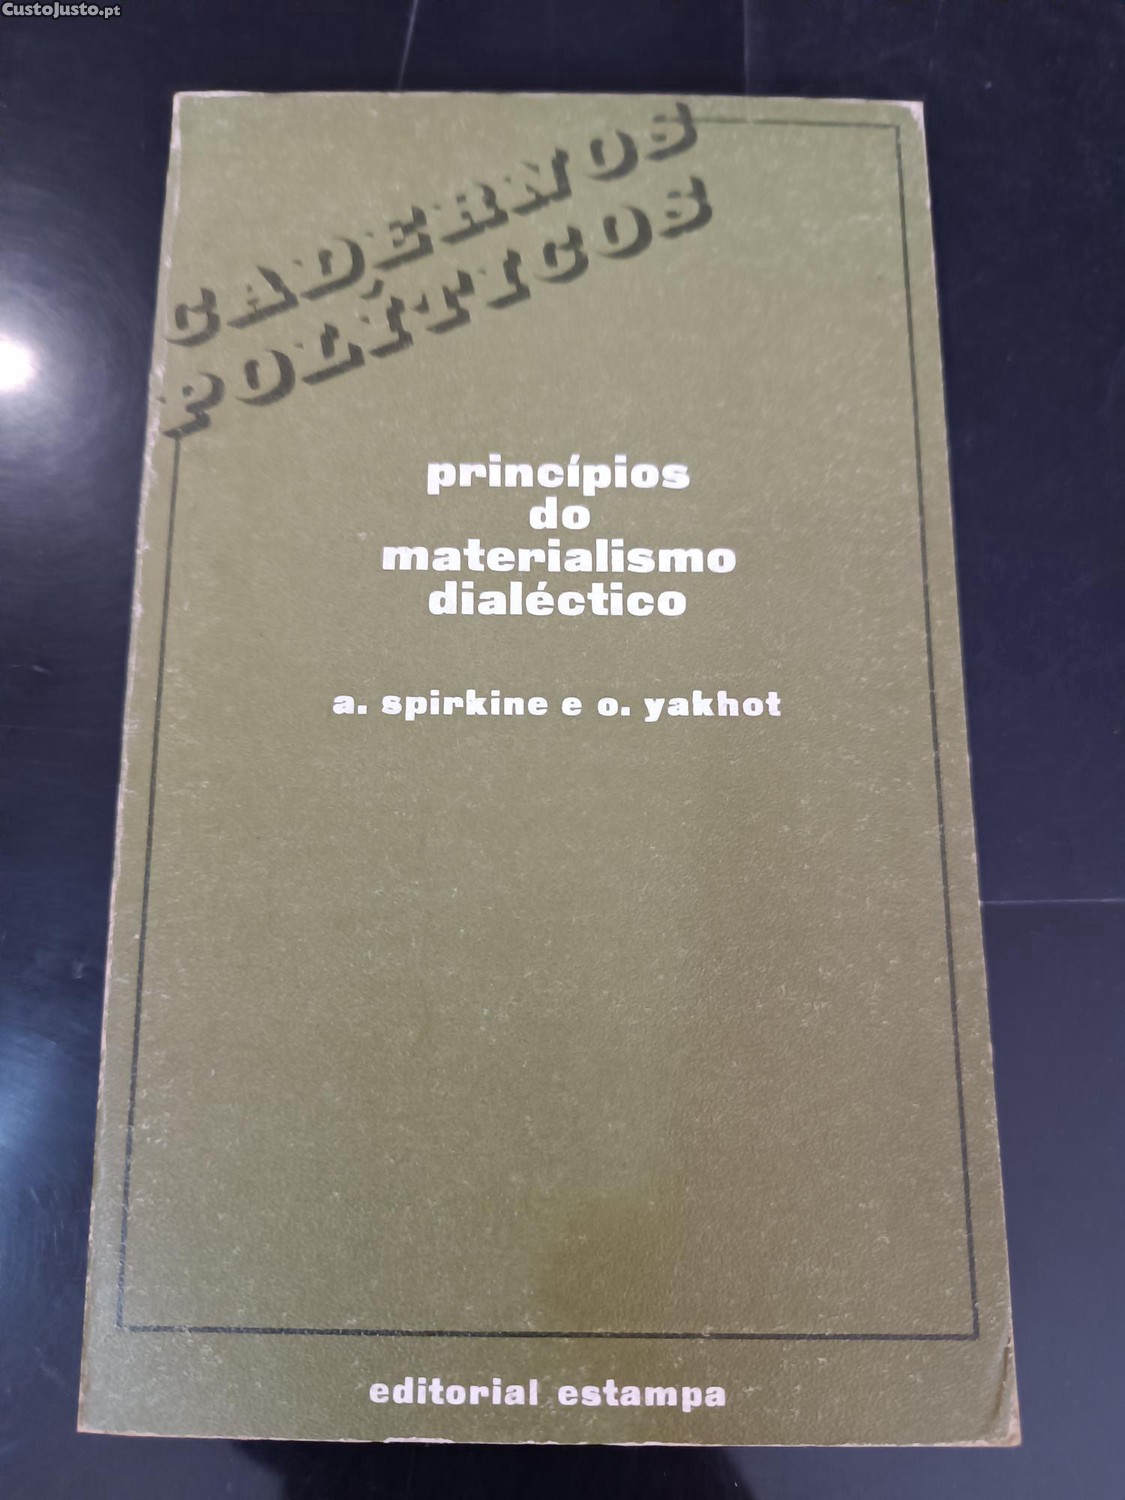 CustoJusto.pt
CADERNOS
POLÍTICOS
princípios
do
materialismo
dialéctico
a. spirkine e o. yakhot
editorial estampa